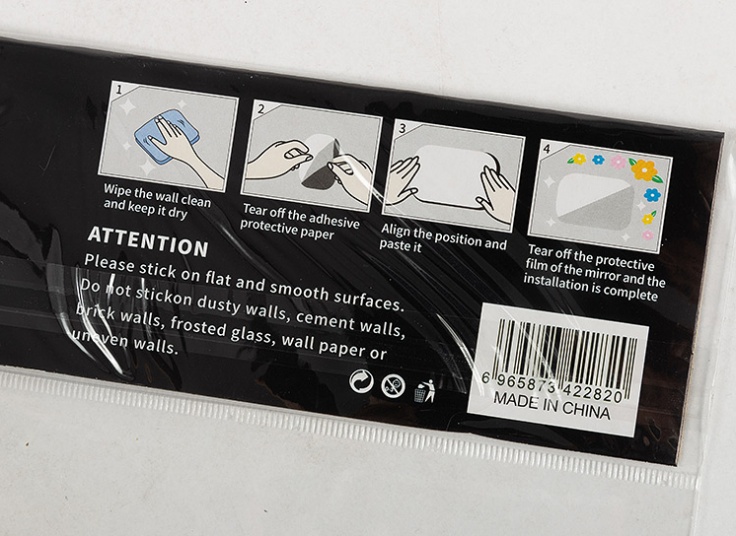 1
Wipe the wall clean
and keep it dry
2
Tear off the adhesive
protective paper
3
Align the position and
paste it
4
Tear off the protective
film of the mirror and the
installation is complete
ATTENTION
Please stick on flat and smooth surfaces.
Do not stickon dusty walls, cement walls,
brick walls, frosted glass, wall paper or
uneven walls.
6 965873 422820
MADE IN CHINA